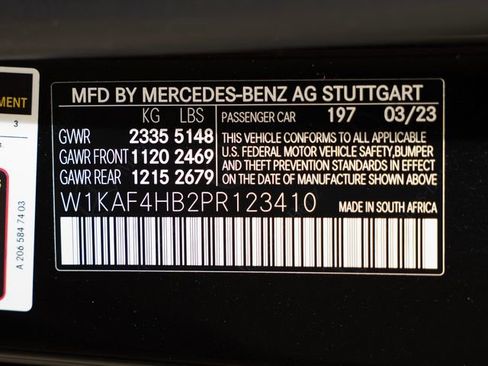 MENT
3
A 206 584 74 03
MFD BY MERCEDES-BENZ AG STUTTGART
KG LBS PASSENGER CAR 197 03/23
GVWR 2335 5148
GAWR FRONT 1120 2469
GAWR REAR 1215 2679
THIS VEHICLE CONFORMS TO ALL APPLICABLE
U.S. FEDERAL MOTOR VEHICLE SAFETY,BUMPER
AND THEFT PREVENTION STANDARDS IN EFFECT
ON THE DATE OF MANUFACTURE SHOWN ABOVE
W1KAF4HB2PR123410 MADE IN SOUTH AFRICA